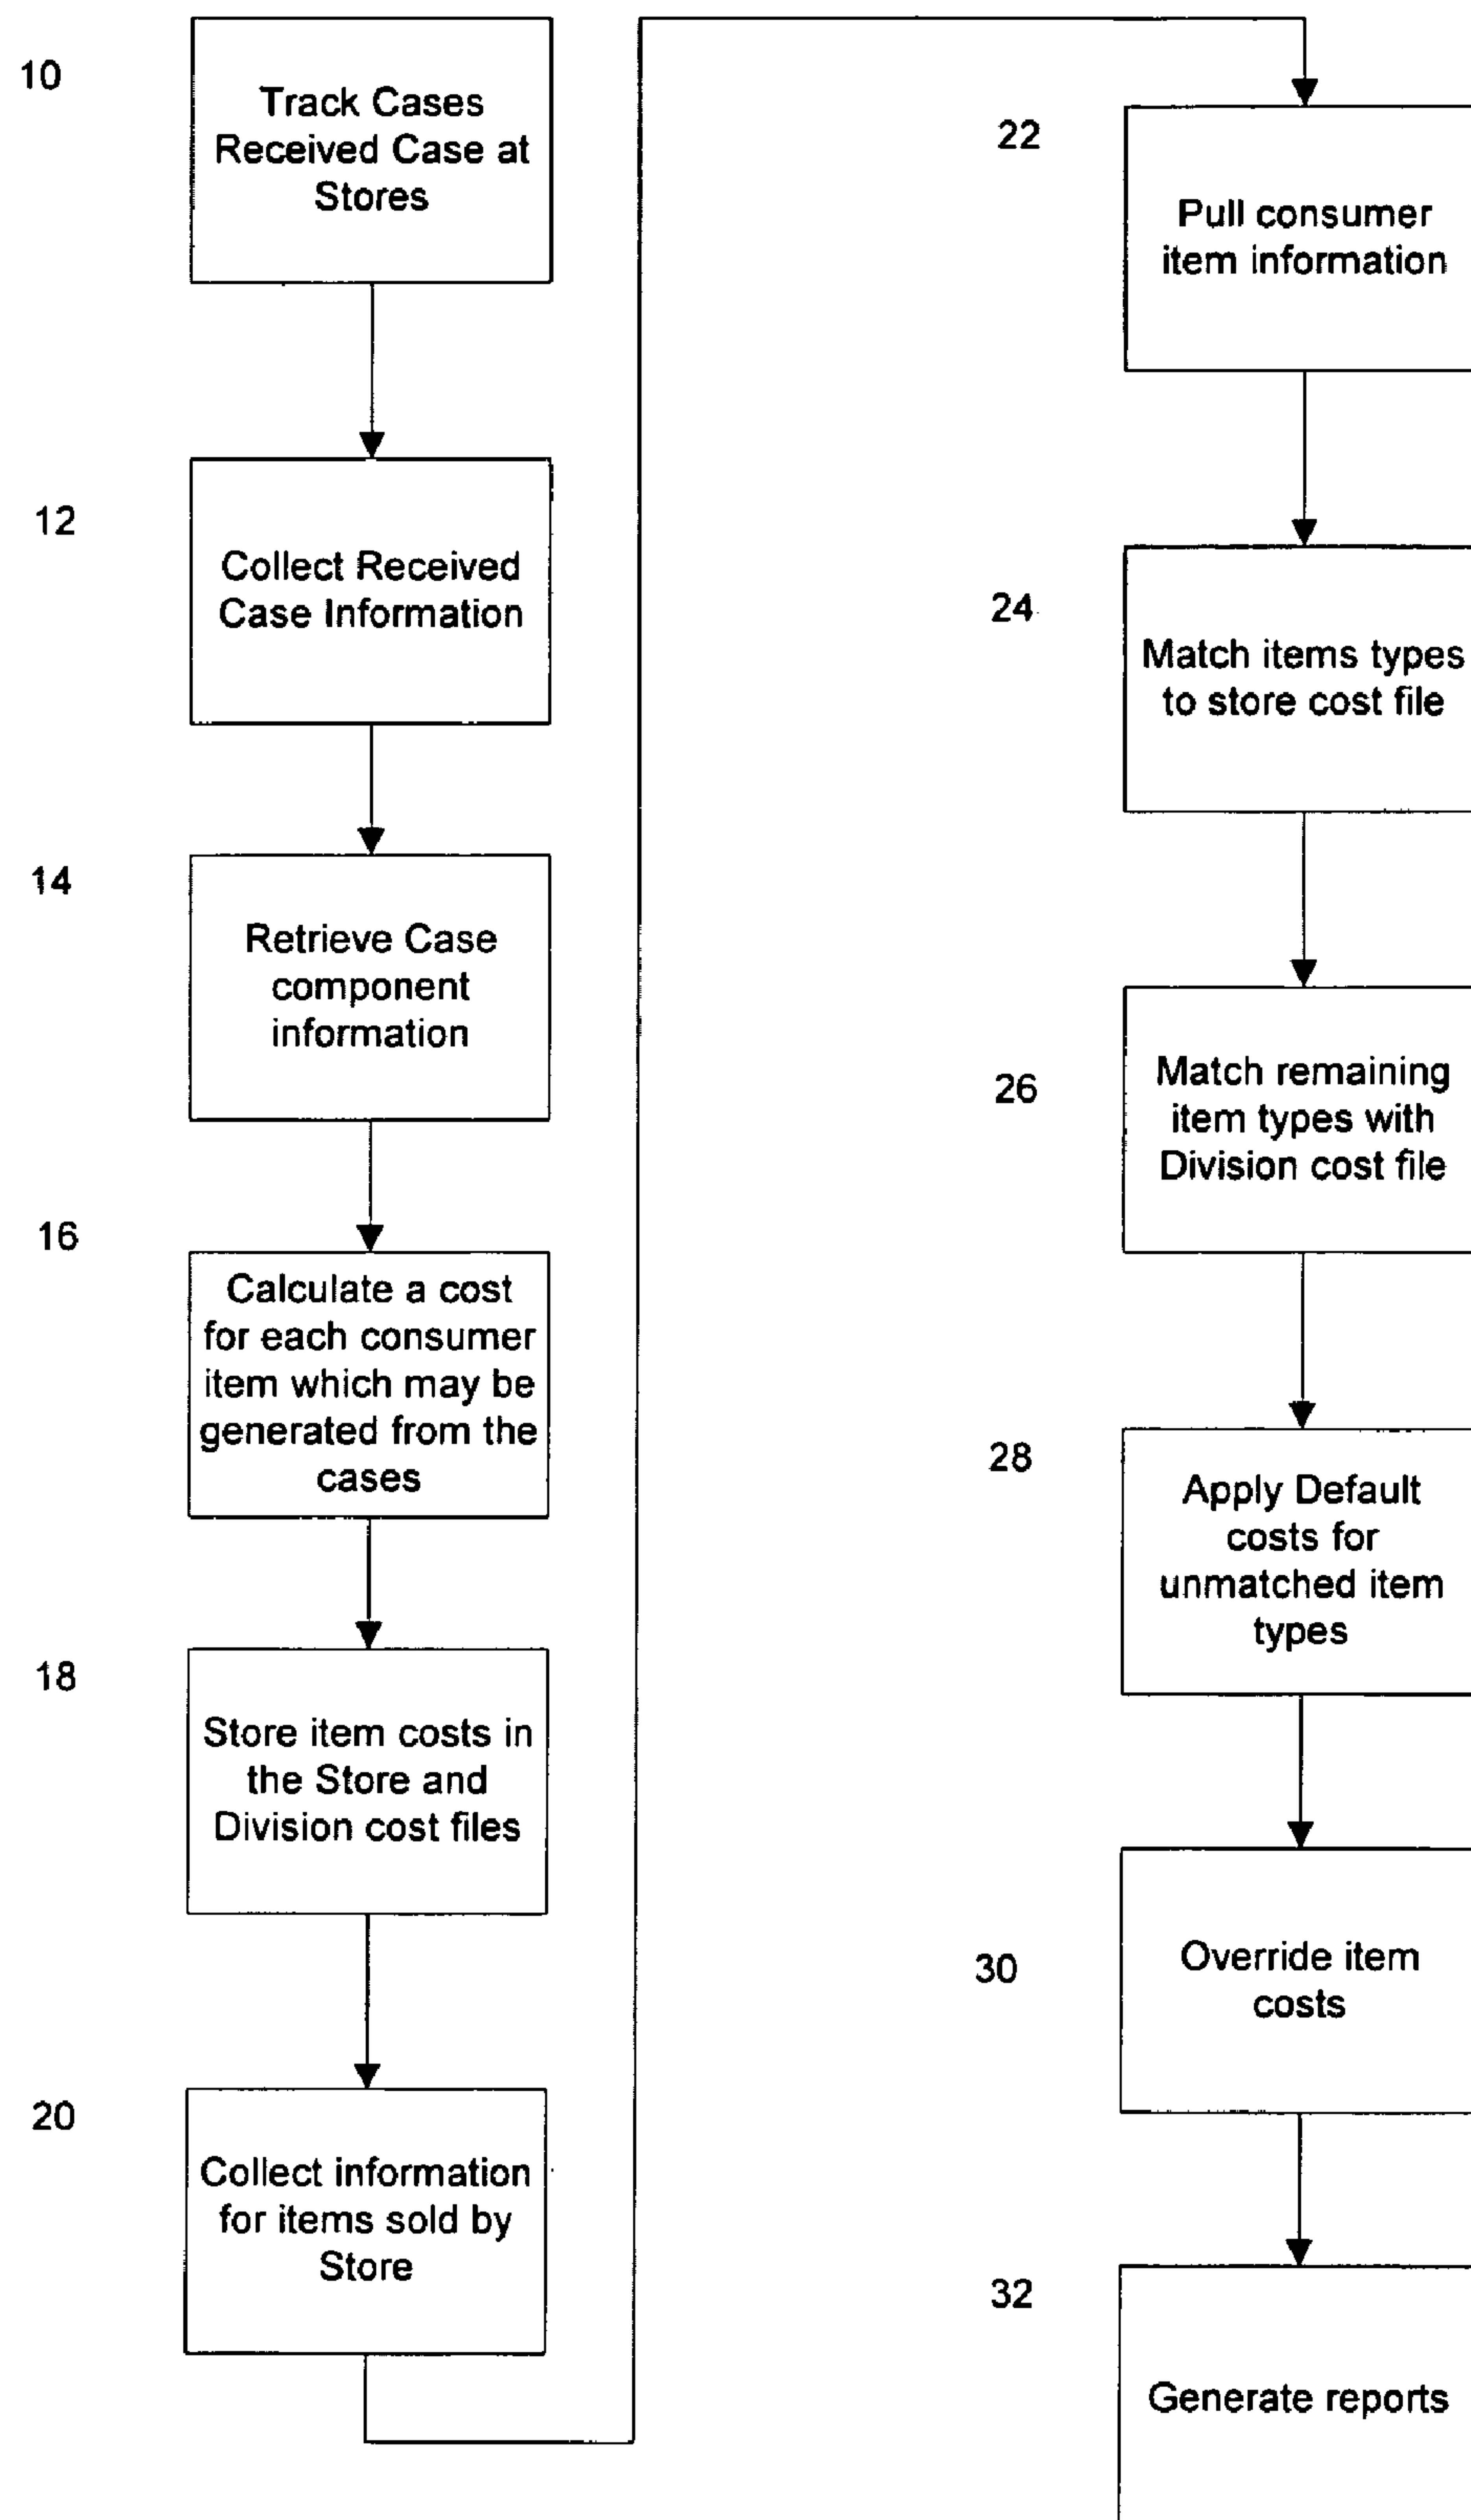 10
Track Cases
Received Case at
Stores
12
Collect Received
Case Information
14
Retrieve Case
component
information
16
Calculate a cost
for each consumer
item which may be
generated from the
cases
18
Store item costs in
the Store and
Division cost files
20
Collect information
for items sold by
Store
22
Pull consumer
item information
24
Match items types
to store cost file
26
Match remaining
item types with
Division cost file
28
Apply Default
costs for
unmatched item
types
30
Override item
costs
32
Generate reports